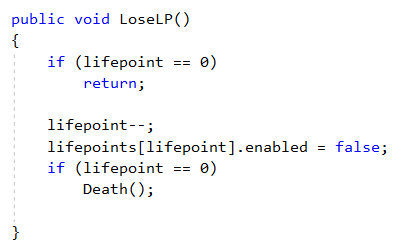 public void LoseLP()
{
    if (lifepoint == 0)
        return;

    lifepoint--;
    lifepoints[lifepoint].enabled = false;
    if (lifepoint == 0)
        Death();

}